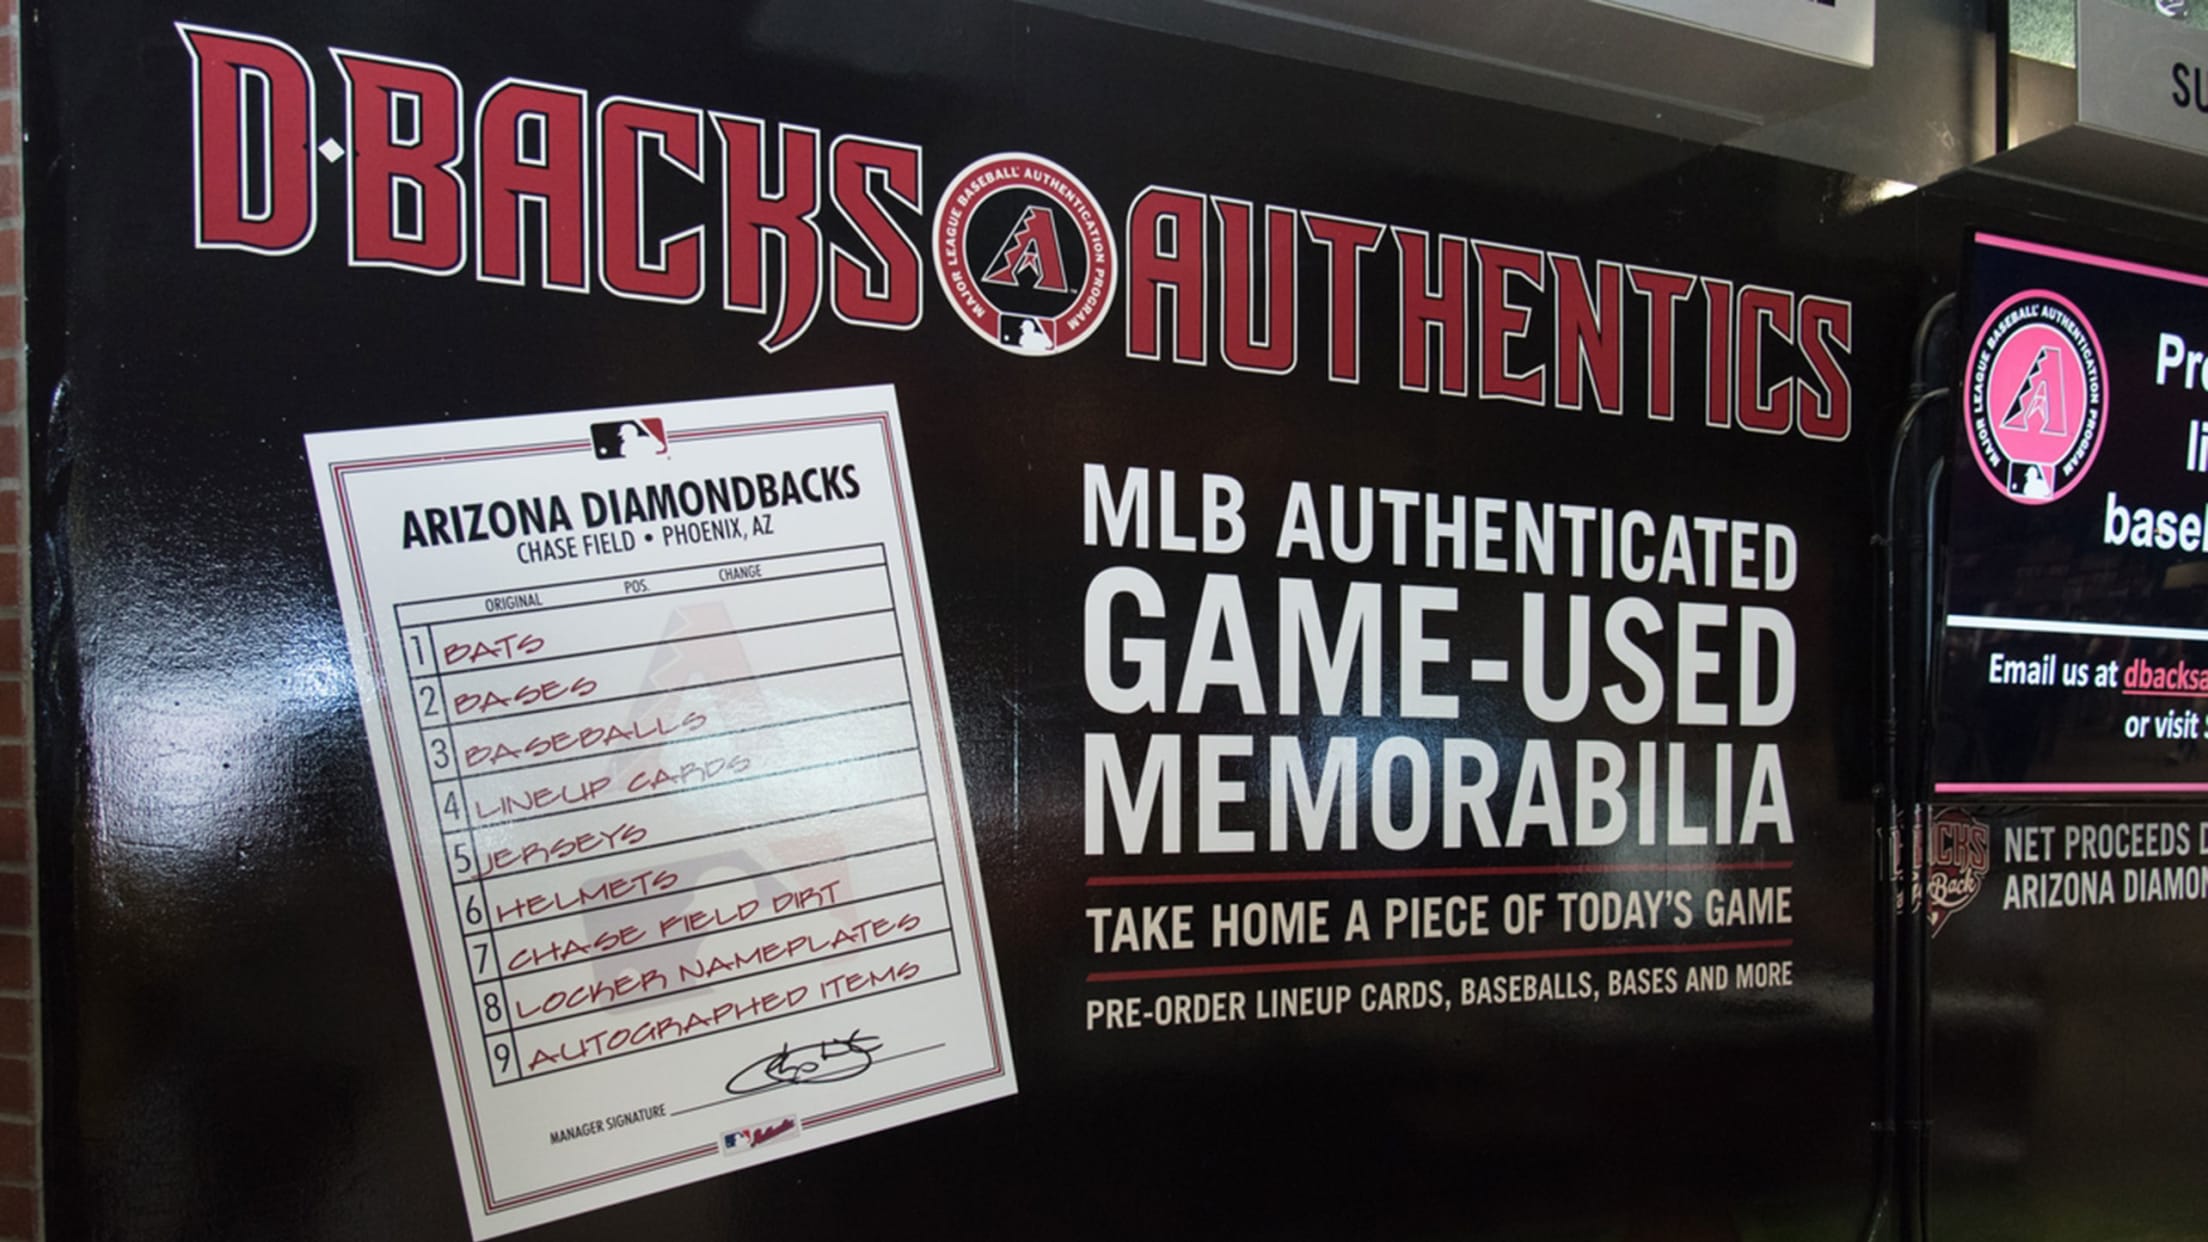 D·BACKS AUTHENTICS
MAJOR LEAGUE BASEBALL AUTHENTICATION PROGRAM
ARIZONA DIAMONDBACKS
CHASE FIELD • PHOENIX, AZ
ORIGINAL POS. CHANGE
1 BATS
2 BASES
3 BASEBALLS
4 LINEUP CARDS
5 JERSEYS
6 HELMETS
7 CHASE FIELD DIRT
8 LOCKER NAMEPLATES
9 AUTOGRAPHED ITEMS
MANAGER SIGNATURE
Authentic
MLB AUTHENTICATED
GAME-USED
MEMORABILIA
TAKE HOME A PIECE OF TODAY'S GAME
PRE-ORDER LINEUP CARDS, BASEBALLS, BASES AND MORE
MAJOR LEAGUE BASEBALL AUTHENTICATION PROGRAM
Email us at
or visit
NET PROCEEDS
ARIZONA